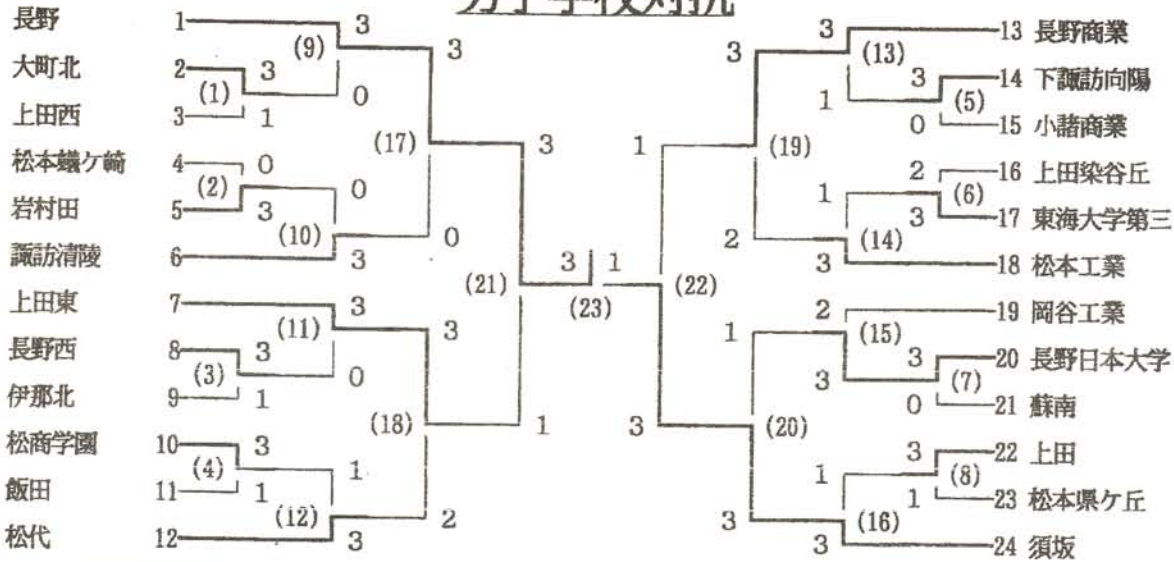 男子学校対抗
長野 1 3 3 3 3 13 長野商業
(9) (13)
大町北 2 3 3 14 下諏訪向陽
(1) 0 1 (5)
上田西 3 1 0 15 小諸商業
(17) 3 1 (19)
松本蟻ケ崎 4 0 2 16 上田染谷丘
(2) 0 1 (6)
岩村田 5 3 3 17 東海大学第三
(10) 0 2 (14)
諏訪清陵 6 3 3 18 松本工業
(21) 3 1 (22)
(23)
上田東 7 3 2 19 岡谷工業
(11) 3 1 (15)
長野西 8 3 3 20 長野日本大学
(3) 0 3 (7)
伊那北 9 1 0 21 蘇南
(18) 1 3 (20)
松商学園 10 3 3 22 上田
(4) 1 1 (8)
飯田 11 1 1 23 松本県ケ丘
(12) 2 3 (16)
松代 12 3 3 24 須坂